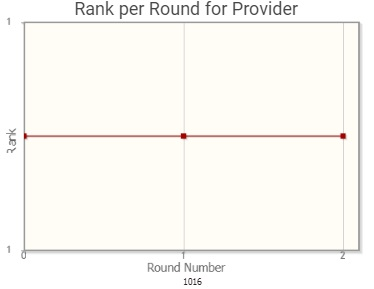 Rank per Round for Provider
1
Rank
1
0 1 2
Round Number
1016